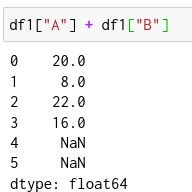 df1["A"] + df1["B"]
0    20.0
1     8.0
2    22.0
3    16.0
4     NaN
5     NaN
dtype: float64